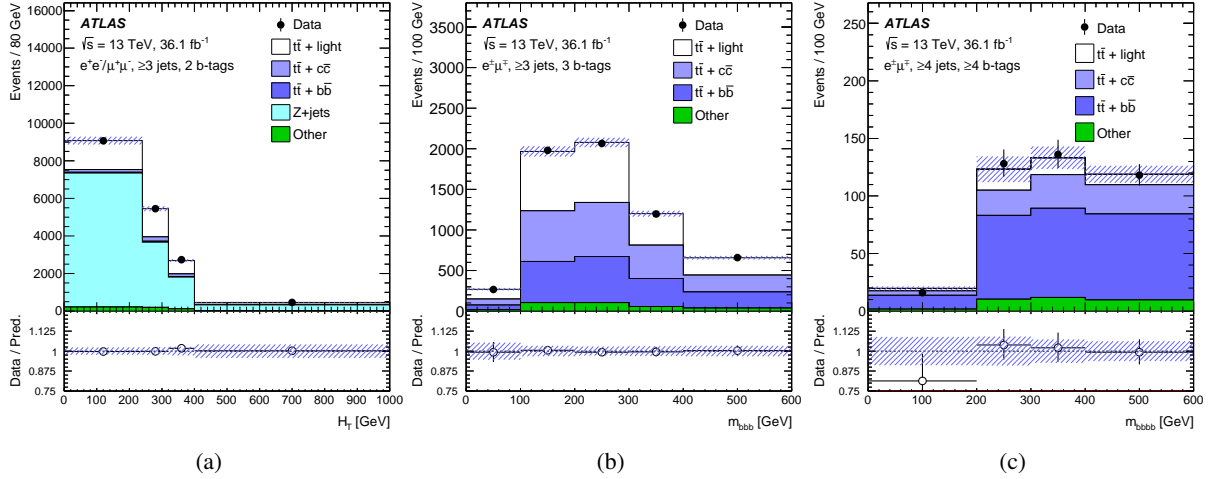 Events / 80 GeV
16000
14000
12000
10000
8000
6000
4000
2000
0
ATLAS
√s = 13 TeV, 36.1 fb⁻¹
e⁺e⁻/μ⁺μ⁻, ≥3 jets, 2 b-tags
Data
tt̄ + light
tt̄ + cc̄
tt̄ + bb̄
Z+jets
Other
Data / Pred.
1.125
1
0.875
0.75
0 100 200 300 400 500 600 700 800 900 1000
H_T [GeV]
(a)
Events / 100 GeV
3500
3000
2500
2000
1500
1000
500
0
ATLAS
√s = 13 TeV, 36.1 fb⁻¹
e±μ∓, ≥3 jets, 3 b-tags
Data
tt̄ + light
tt̄ + cc̄
tt̄ + bb̄
Other
Data / Pred.
1.125
1
0.875
0.75
0 100 200 300 400 500 600
m_bbb [GeV]
(b)
Events / 100 GeV
250
200
150
100
50
0
ATLAS
√s = 13 TeV, 36.1 fb⁻¹
e±μ∓, ≥4 jets, ≥4 b-tags
Data
tt̄ + light
tt̄ + cc̄
tt̄ + bb̄
Other
Data / Pred.
1.125
1
0.875
0.75
0 100 200 300 400 500 600
m_bbbb [GeV]
(c)